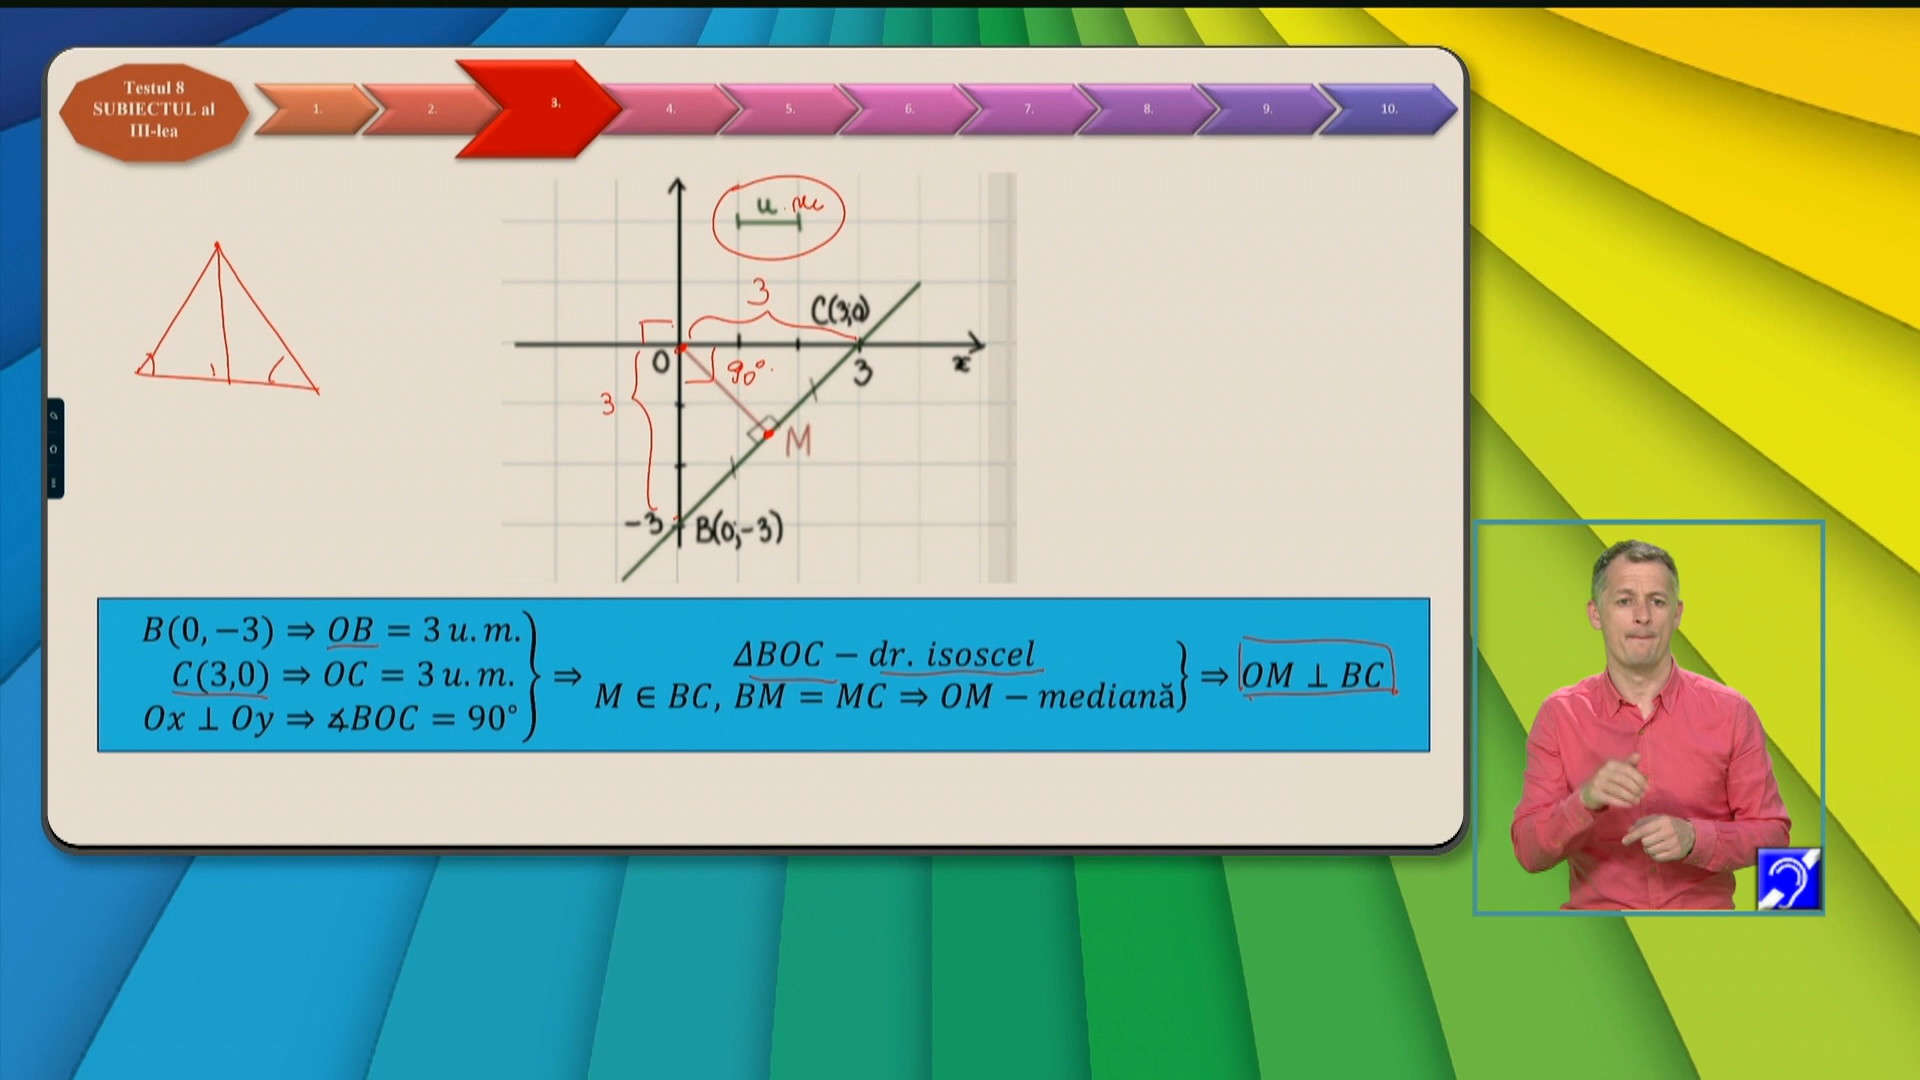 Testul 8
SUBIECTUL al
III-lea
1.
2.
3.
4.
5.
6.
7.
8.
9.
10.
u.m
3
C(3;0)
O
90°
3
x
3
M
-3
B(0;-3)
B(0, −3) ⇒ OB = 3 u. m.
C(3,0) ⇒ OC = 3 u. m.
Ox ⊥ Oy ⇒ ∡BOC = 90°
⇒
ΔBOC − dr. isoscel
M ∈ BC, BM = MC ⇒ OM − mediană
⇒ OM ⊥ BC